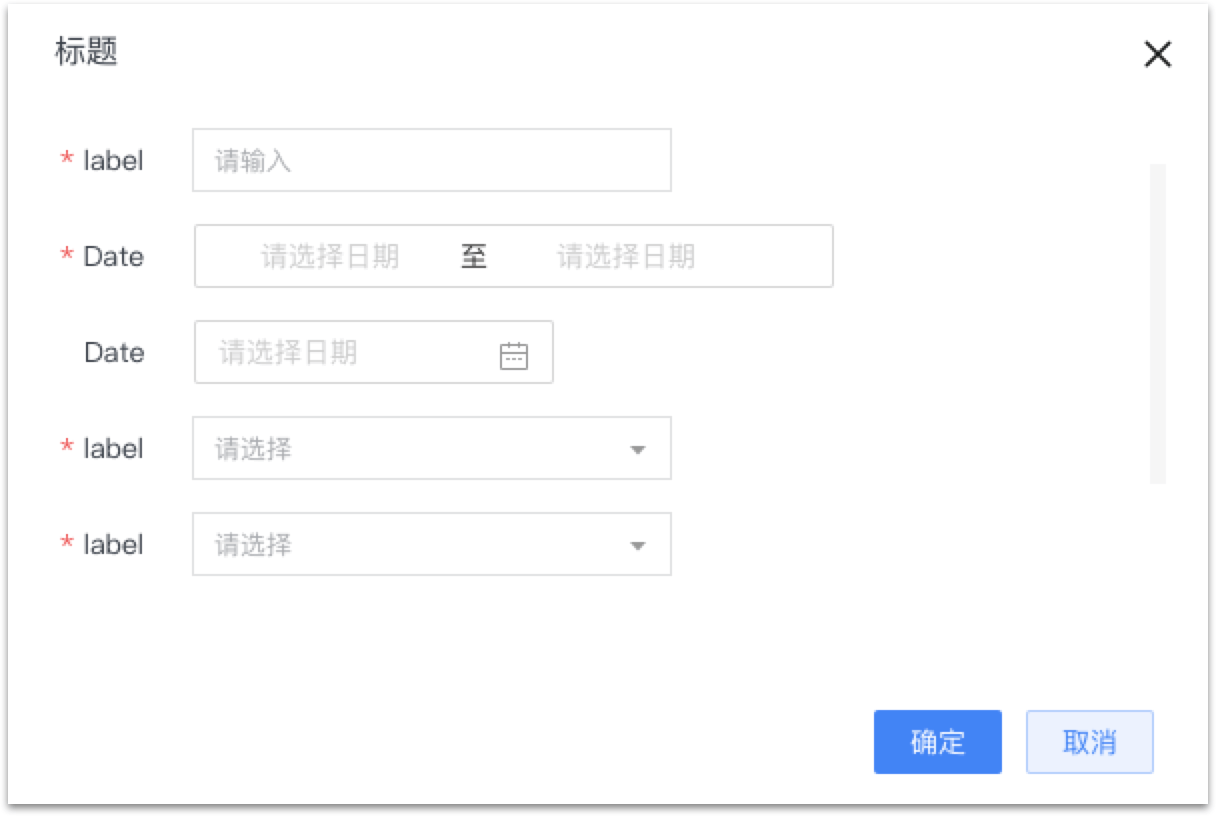 标题
* label 请输入
* Date 请选择日期 至 请选择日期
Date 请选择日期
* label 请选择
* label 请选择
确定 取消